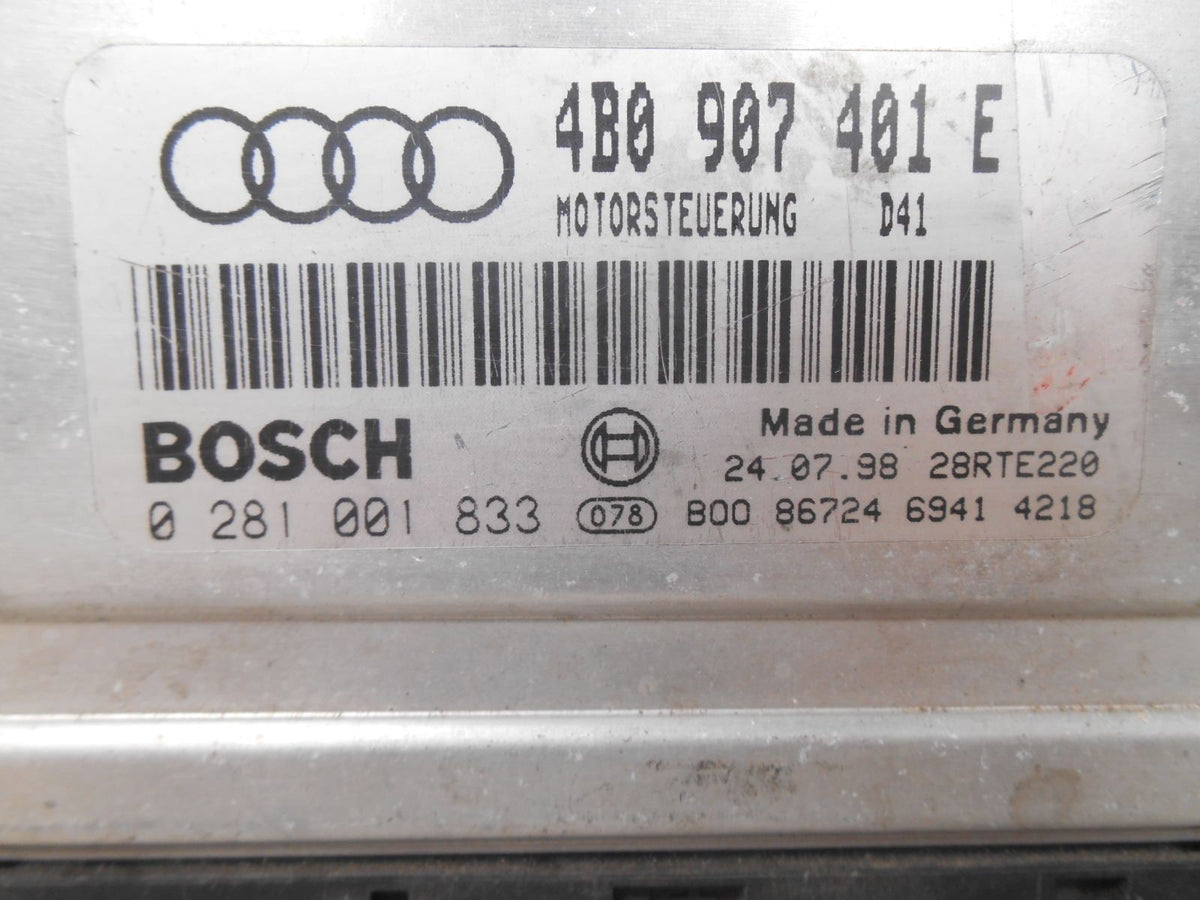 4B0 907 401 E
MOTORSTEUERUNG D41
BOSCH
Made in Germany
24.07.98 28RTE220
0 281 001 833 078 B00 86724 6941 4218